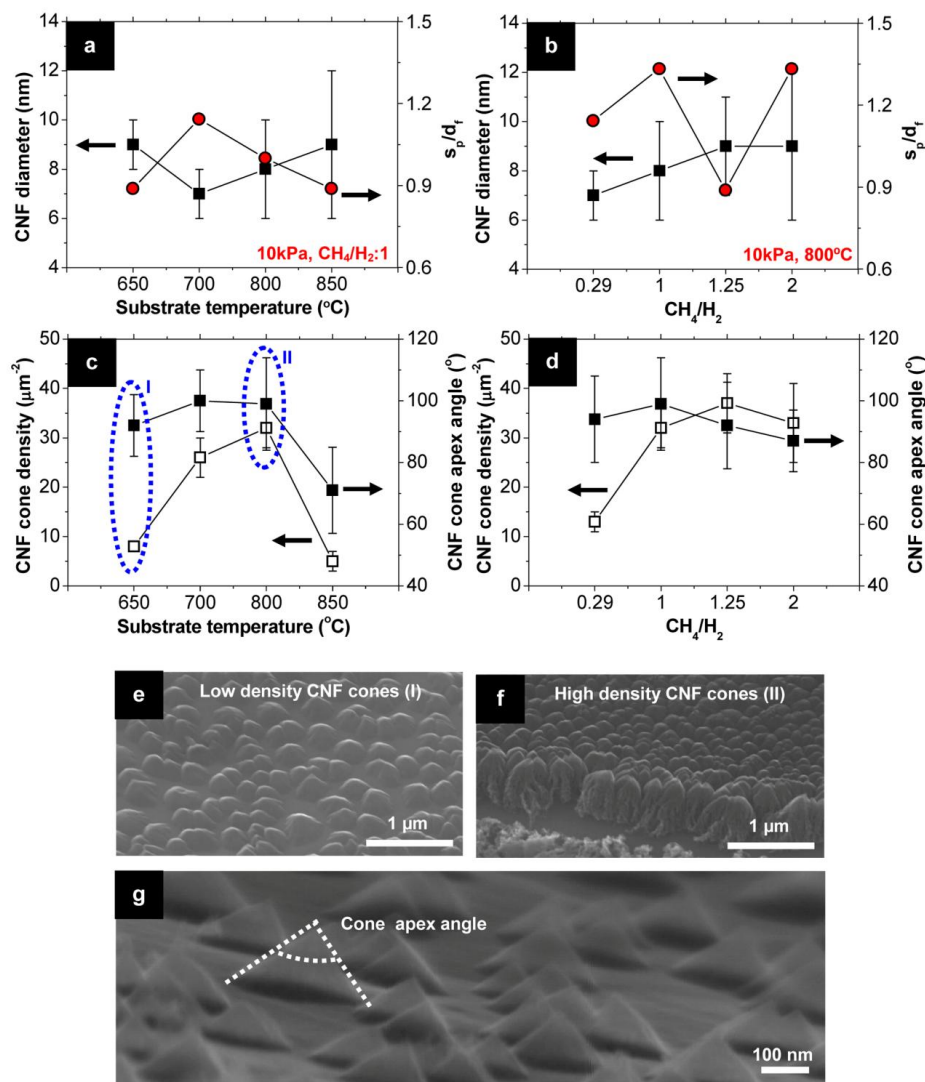 a
14
12
10
8
6
4
CNF diameter (nm)
1.5
1.2
0.9
0.6
sp/df
10kPa, CH4/H2:1
650 700 800 850
Substrate temperature (°C)
b
14
12
10
8
6
4
CNF diameter (nm)
1.5
1.2
0.9
0.6
sp/df
10kPa, 800ºC
0.29 1 1.25 2
CH4/H2
c
50
40
30
20
10
0
CNF cone density (µm-2)
I
II
120
100
80
60
40
CNF cone apex angle (°)
650 700 800 850
Substrate temperature (°C)
d
50
40
30
20
10
0
CNF cone density (µm-2)
120
100
80
60
40
CNF cone apex angle (°)
0.29 1 1.25 2
CH4/H2
e
Low density CNF cones (I)
1 µm
f
High density CNF cones (II)
1 µm
g
Cone apex angle
100 nm